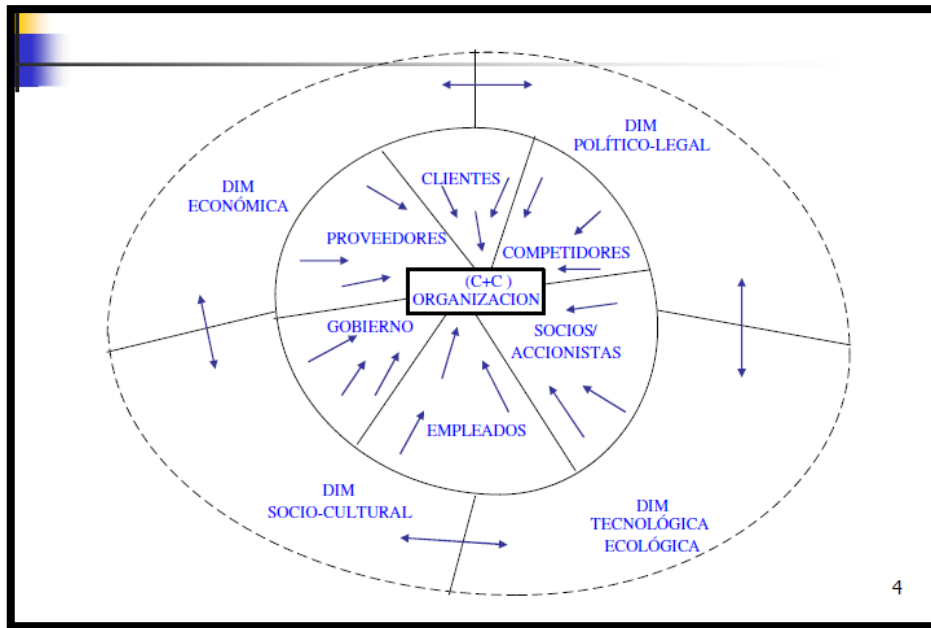 DIM
POLÍTICO-LEGAL
CLIENTES
DIM
ECONÓMICA
PROVEEDORES
COMPETIDORES
(C+C )
ORGANIZACION
GOBIERNO
SOCIOS/
ACCIONISTAS
EMPLEADOS
DIM
SOCIO-CULTURAL
DIM
TECNOLÓGICA
ECOLÓGICA
4